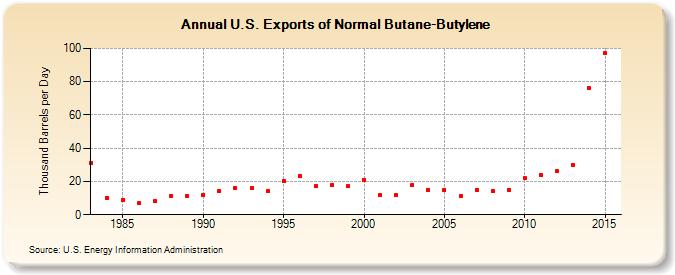 Annual U.S. Exports of Normal Butane-Butylene
Thousand Barrels per Day
100
80
60
40
20
0
1985 1990 1995 2000 2005 2010 2015
Source: U.S. Energy Information Administration